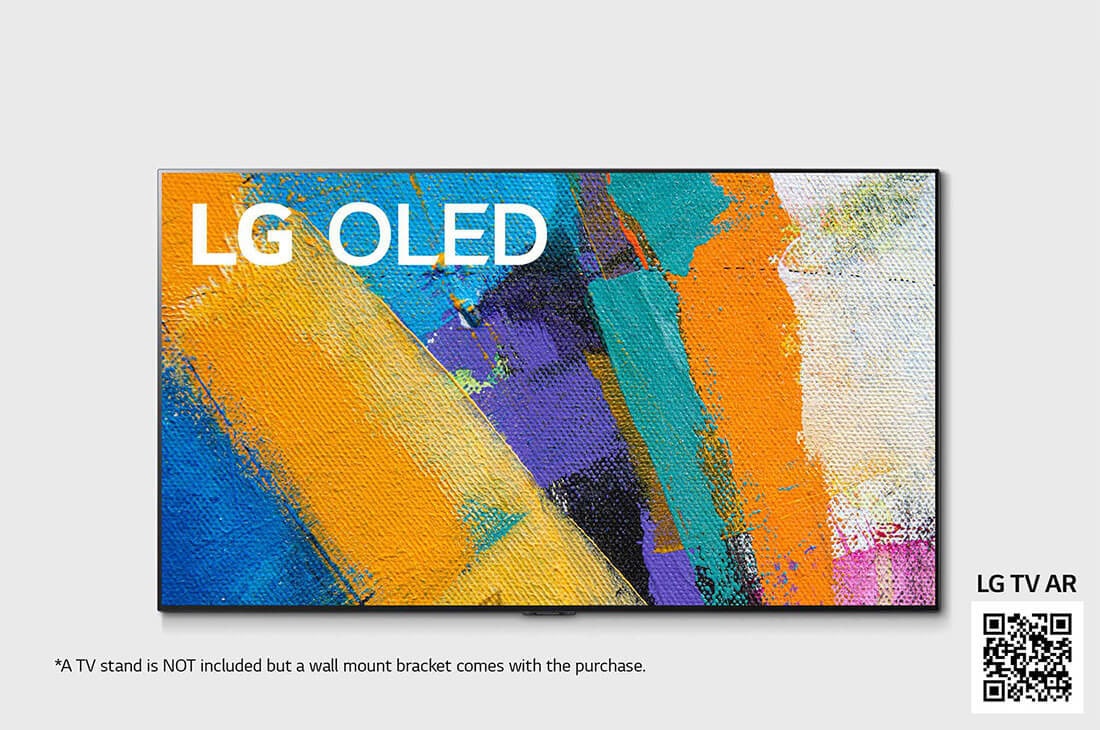 LG OLED
LG TV AR
*A TV stand is NOT included but a wall mount bracket comes with the purchase.